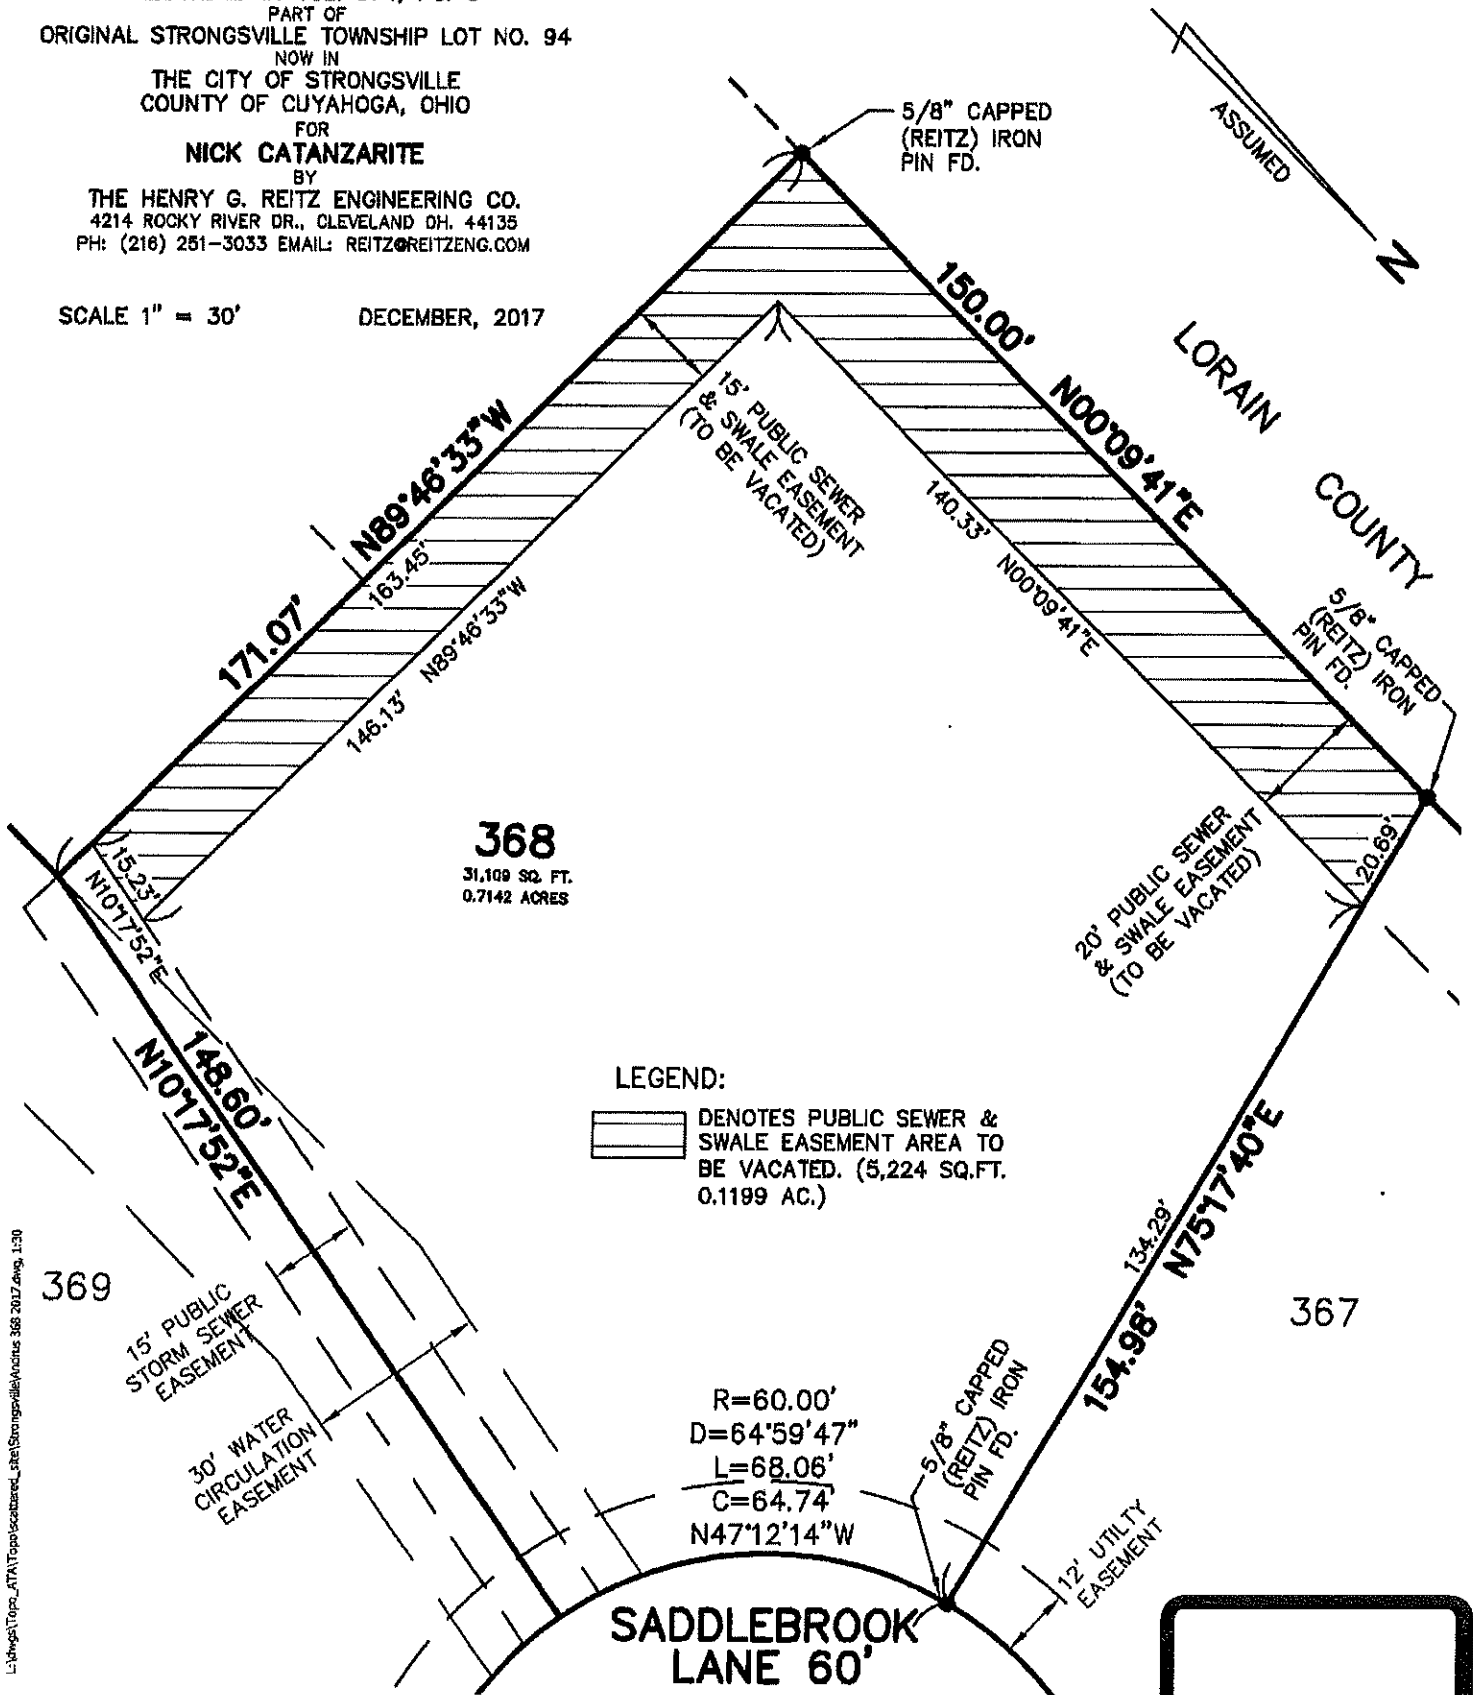 PART OF
ORIGINAL STRONGSVILLE TOWNSHIP LOT NO. 94
NOW IN
THE CITY OF STRONGSVILLE
COUNTY OF CUYAHOGA, OHIO
FOR
NICK CATANZARITE
BY
THE HENRY G. REITZ ENGINEERING CO.
4214 ROCKY RIVER DR., CLEVELAND OH. 44135
PH: (216) 251-3033 EMAIL: REITZ@REITZENG.COM
SCALE 1" = 30'
DECEMBER, 2017
5/8" CAPPED
(REITZ) IRON
PIN FD.
ASSUMED
N
150.00'
N00°09'41"E
LORAIN
COUNTY
N89°46'33"W
171.07'
163.45'
146.13'
N89°46'33"W
15' PUBLIC SEWER
& SWALE EASEMENT
(TO BE VACATED)
140.33'
N00°09'41"E
5/8" CAPPED
(REITZ) IRON
PIN FD.
368
31,109 SQ. FT.
0.7142 ACRES
15.23'
N10°17'52"E
20.69'
20' PUBLIC SEWER
& SWALE EASEMENT
(TO BE VACATED)
148.60'
N10°17'52"E
LEGEND:
DENOTES PUBLIC SEWER &
SWALE EASEMENT AREA TO
BE VACATED. (5,224 SQ.FT.
0.1199 AC.)
134.29'
N75°17'40"E
154.98'
369
367
15' PUBLIC
STORM SEWER
EASEMENT
30' WATER
CIRCULATION
EASEMENT
R=60.00'
D=64°59'47"
L=68.06'
C=64.74'
N47°12'14"W
5/8" CAPPED
(REITZ) IRON
PIN FD.
12' UTILTY
EASEMENT
SADDLEBROOK
LANE 60'